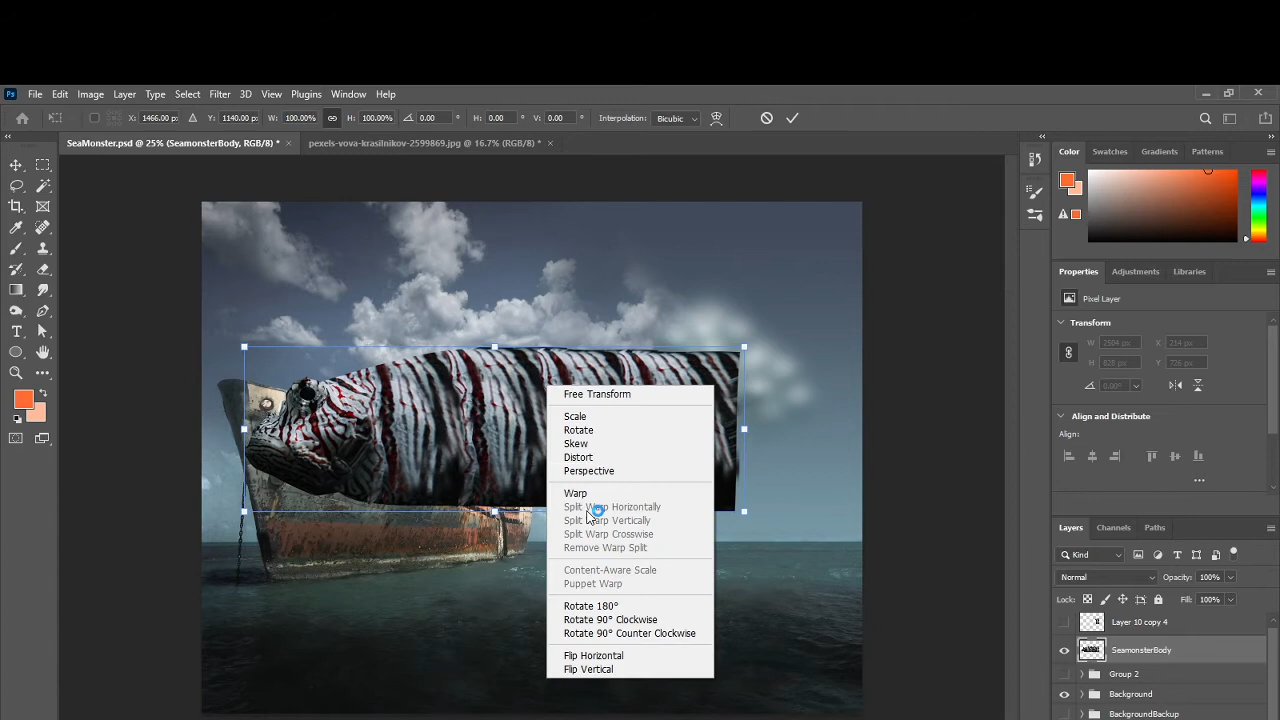 Ps File Edit Image Layer Type Select Filter 3D View Plugins Window Help
X: 1466.00 px Y: 1140.00 px W: 100.00% H: 100.00% 0.00 ° H: 0.00 ° V: 0.00 ° Interpolation: Bicubic
SeaMonster.psd @ 25% (SeamonsterBody, RGB/8) * × pexels-vova-krasilnikov-2599869.jpg @ 16.7% (RGB/8) * ×
Color Swatches Gradients Patterns
Properties Adjustments Libraries
Pixel Layer
Transform
W 2504 px X 214 px
H 828 px Y 726 px
0.00°
Align and Distribute
Align:
Free Transform
Scale
Rotate
Skew
Distort
Perspective
Warp
Split Warp Horizontally
Split Warp Vertically
Split Warp Crosswise
Remove Warp Split
Content-Aware Scale
Puppet Warp
Rotate 180°
Rotate 90° Clockwise
Rotate 90° Counter Clockwise
Flip Horizontal
Flip Vertical
Layers Channels Paths
Kind
Normal Opacity: 100%
Lock: Fill: 100%
Layer 10 copy 4
SeamonsterBody
Group 2
Background
BackgroundBackup